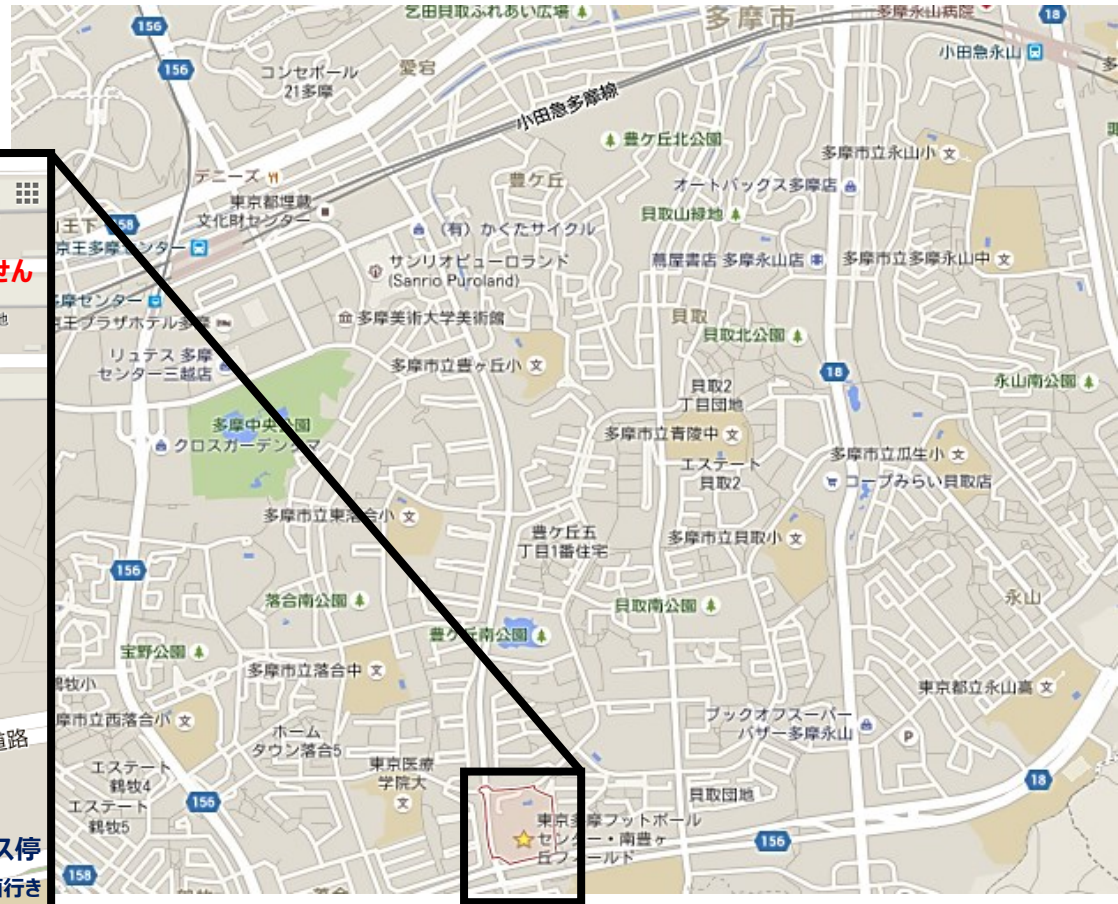 156
乞田貝取ふれあい広場
多摩市
多摩永山病院
18
小田急永山
156
コンセボール
21多摩
愛宕
小田急多摩線
豊ケ丘北公園
多摩市立永山小
デニーズ
豊ケ丘
オートバックス多摩店
東京都埋蔵
文化財センター
貝取山緑地
王下
158
京王多摩センター
(有)かくたサイクル
せん
サンリオピューロランド
(Sanrio Puroland)
蔦屋書店 多摩永山店
多摩市立多摩永山中
多摩センター
王プラザホテル多摩
多摩美術大学美術館
貝取
貝取北公園
リュテス 多摩
センター三越店
多摩市立豊ヶ丘小
18
貝取2
丁目団地
永山南公園
多摩中央公園
クロスガーデン
マ
多摩市立青陵中
エステート
貝取2
多摩市立瓜生小
コープみらい貝取店
多摩市立東落合小
豊ケ丘五
丁目1番住宅
多摩市立貝取小
156
落合南公園
貝取南公園
永山
豊ケ丘南公園
宝野公園
鶴牧小
多摩市立落合中
東京都立永山高
摩市立西落合小
ブックオフスーパー
バザー多摩永山
P
道路
ホーム
タウン落合5
エステート
鶴牧4
東京医療
学院大
18
エステート
鶴牧5
156
貝取団地
東京多摩フットボール
センター・南豊ヶ
丘フィールド
156
ス停
158
行き